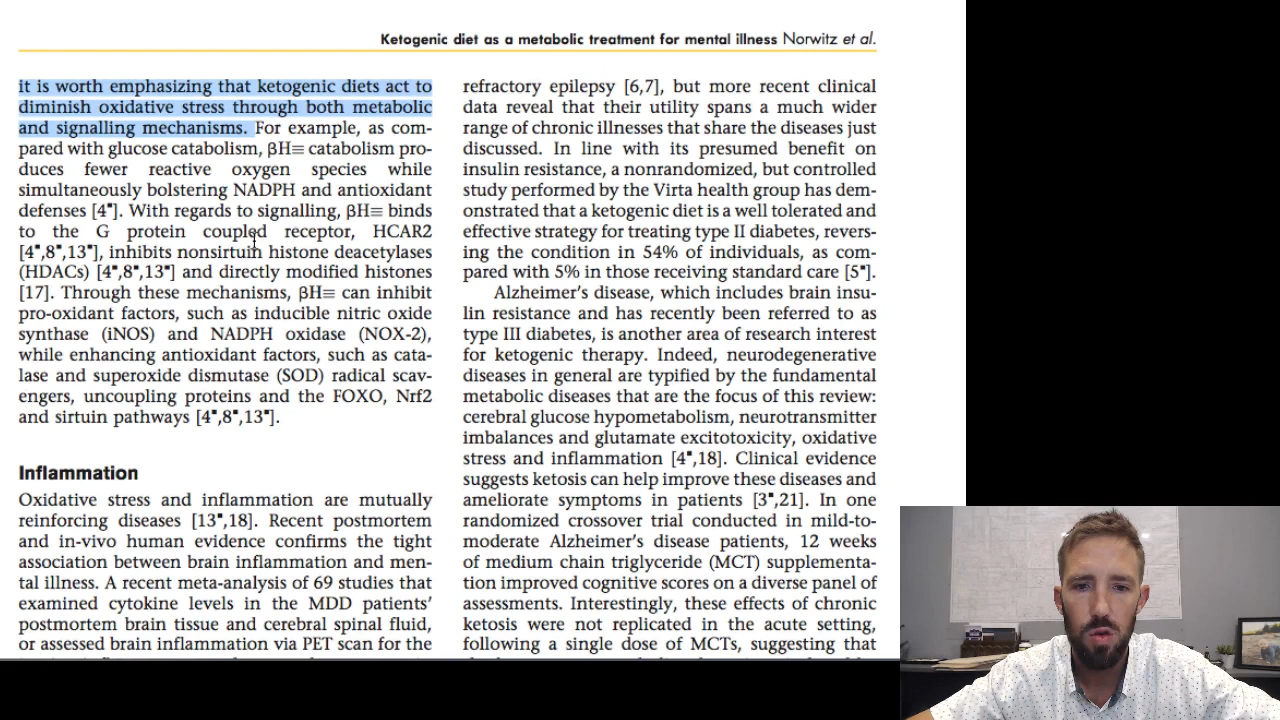 Ketogenic diet as a metabolic treatment for mental illness Norwitz et al.
it is worth emphasizing that ketogenic diets act to
diminish oxidative stress through both metabolic
and signalling mechanisms. For example, as com-
pared with glucose catabolism, βH≡ catabolism pro-
duces fewer reactive oxygen species while
simultaneously bolstering NADPH and antioxidant
defenses [4▪]. With regards to signalling, βH≡ binds
to the G protein coupled receptor, HCAR2
[4▪,8▪,13▪], inhibits nonsirtuin histone deacetylases
(HDACs) [4▪,8▪,13▪] and directly modified histones
[17]. Through these mechanisms, βH≡ can inhibit
pro-oxidant factors, such as inducible nitric oxide
synthase (iNOS) and NADPH oxidase (NOX-2),
while enhancing antioxidant factors, such as cata-
lase and superoxide dismutase (SOD) radical scav-
engers, uncoupling proteins and the FOXO, Nrf2
and sirtuin pathways [4▪,8▪,13▪].
Inflammation
Oxidative stress and inflammation are mutually
reinforcing diseases [13▪,18]. Recent postmortem
and in-vivo human evidence confirms the tight
association between brain inflammation and men-
tal illness. A recent meta-analysis of 69 studies that
examined cytokine levels in the MDD patients'
postmortem brain tissue and cerebral spinal fluid,
or assessed brain inflammation via PET scan for the
refractory epilepsy [6,7], but more recent clinical
data reveal that their utility spans a much wider
range of chronic illnesses that share the diseases just
discussed. In line with its presumed benefit on
insulin resistance, a nonrandomized, but controlled
study performed by the Virta health group has dem-
onstrated that a ketogenic diet is a well tolerated and
effective strategy for treating type II diabetes, revers-
ing the condition in 54% of individuals, as com-
pared with 5% in those receiving standard care [5▪].
Alzheimer's disease, which includes brain insu-
lin resistance and has recently been referred to as
type III diabetes, is another area of research interest
for ketogenic therapy. Indeed, neurodegenerative
diseases in general are typified by the fundamental
metabolic diseases that are the focus of this review:
cerebral glucose hypometabolism, neurotransmitter
imbalances and glutamate excitotoxicity, oxidative
stress and inflammation [4▪,18]. Clinical evidence
suggests ketosis can help improve these diseases and
ameliorate symptoms in patients [3▪,21]. In one
randomized crossover trial conducted in mild-to-
moderate Alzheimer's disease patients, 12 weeks
of medium chain triglyceride (MCT) supplementa-
tion improved cognitive scores on a diverse panel of
assessments. Interestingly, these effects of chronic
ketosis were not replicated in the acute setting,
following a single dose of MCTs, suggesting that